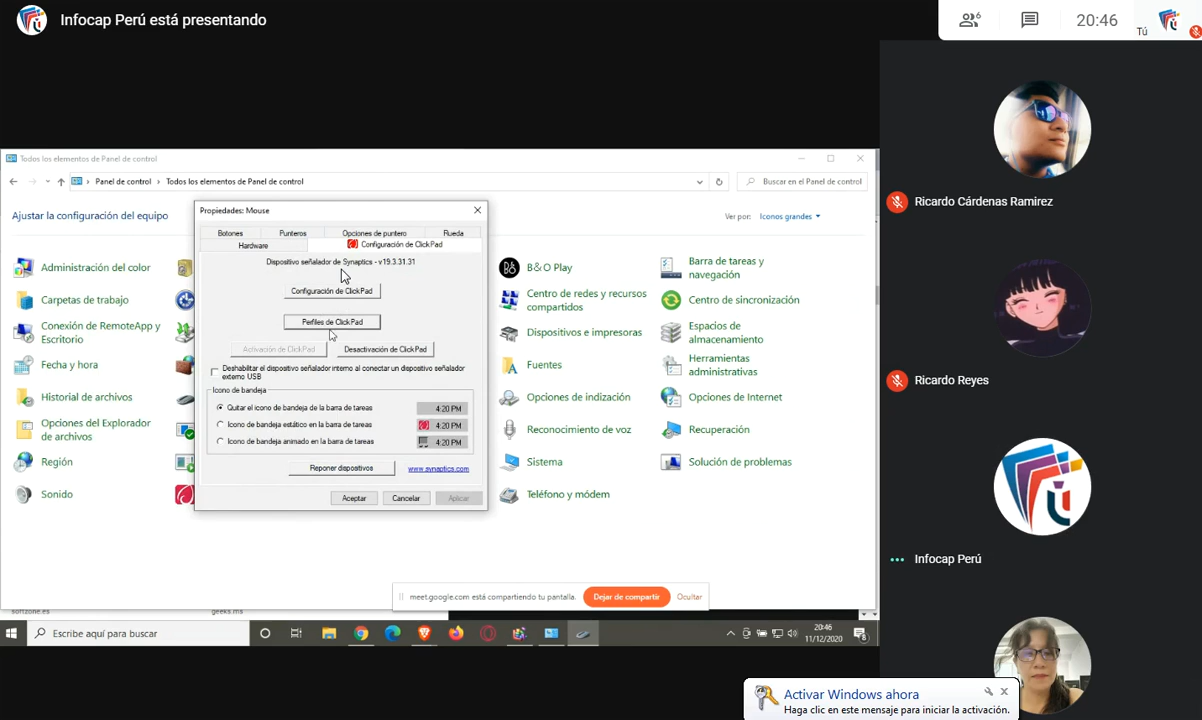 Infocap Perú está presentando
6
20:46
Tú
Todos los elementos de Panel de control
Panel de control › Todos los elementos de Panel de control
Buscar en el Panel de control
Ajustar la configuración del equipo
Ver por: Iconos grandes
Administración del color
Carpetas de trabajo
Conexión de RemoteApp y
Escritorio
Fecha y hora
Historial de archivos
Opciones del Explorador
de archivos
Región
Sonido
Propiedades: Mouse
Botones
Punteros
Opciones de puntero
Rueda
Hardware
Configuración de ClickPad
Dispositivo señalador de Synaptics - v19.3.31.31
Configuración de ClickPad
Perfiles de ClickPad
Activación de ClickPad
Desactivación de ClickPad
Deshabilitar el dispositivo señalador interno al conectar un dispositivo señalador
externo USB
Icono de bandeja
Quitar el icono de bandeja de la barra de tareas
4:20 PM
Icono de bandeja estático en la barra de tareas
4:20 PM
Icono de bandeja animado en la barra de tareas
4:20 PM
Reponer dispositivos
www.synaptics.com
Aceptar
Cancelar
Aplicar
B&O Play
Centro de redes y recursos
compartidos
Dispositivos e impresoras
Fuentes
Opciones de indización
Reconocimiento de voz
Sistema
Teléfono y módem
Barra de tareas y
navegación
Centro de sincronización
Espacios de
almacenamiento
Herramientas
administrativas
Opciones de Internet
Recuperación
Solución de problemas
meet.google.com está compartiendo tu pantalla.
Dejar de compartir
Ocultar
softzone.es
geeks.ms
Escribe aquí para buscar
20:46
11/12/2020
8
Ricardo Cárdenas Ramirez
Ricardo Reyes
Infocap Perú
Activar Windows ahora
Haga clic en este mensaje para iniciar la activación.